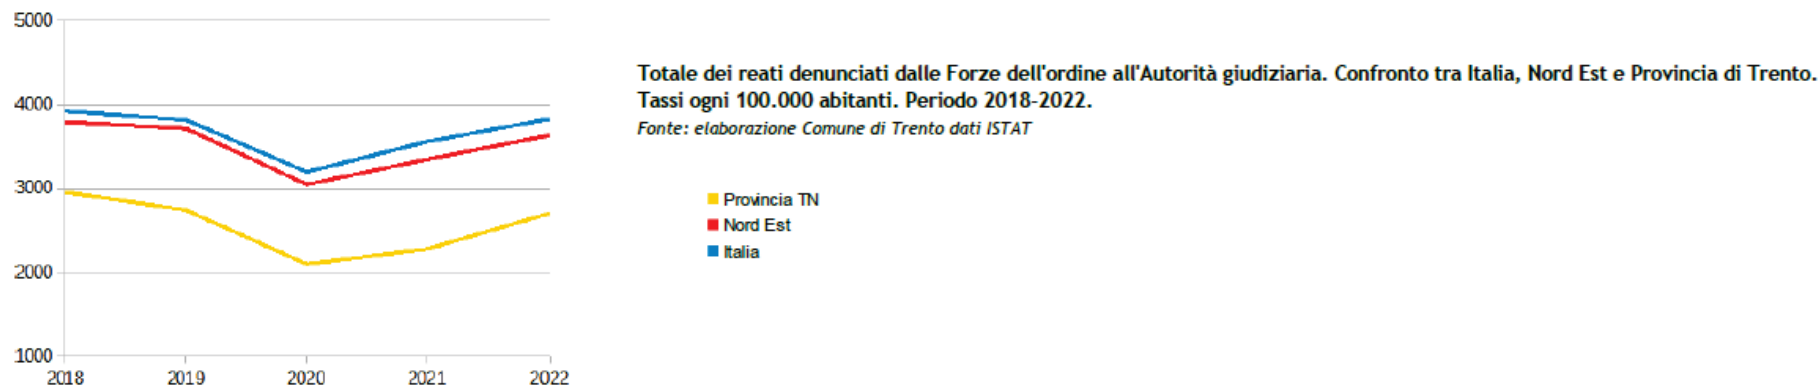 5000
4000
3000
2000
1000
2018 2019 2020 2021 2022
Totale dei reati denunciati dalle Forze dell'ordine all'Autorità giudiziaria. Confronto tra Italia, Nord Est e Provincia di Trento.
Tassi ogni 100.000 abitanti. Periodo 2018-2022.
Fonte: elaborazione Comune di Trento dati ISTAT
Provincia TN
Nord Est
Italia